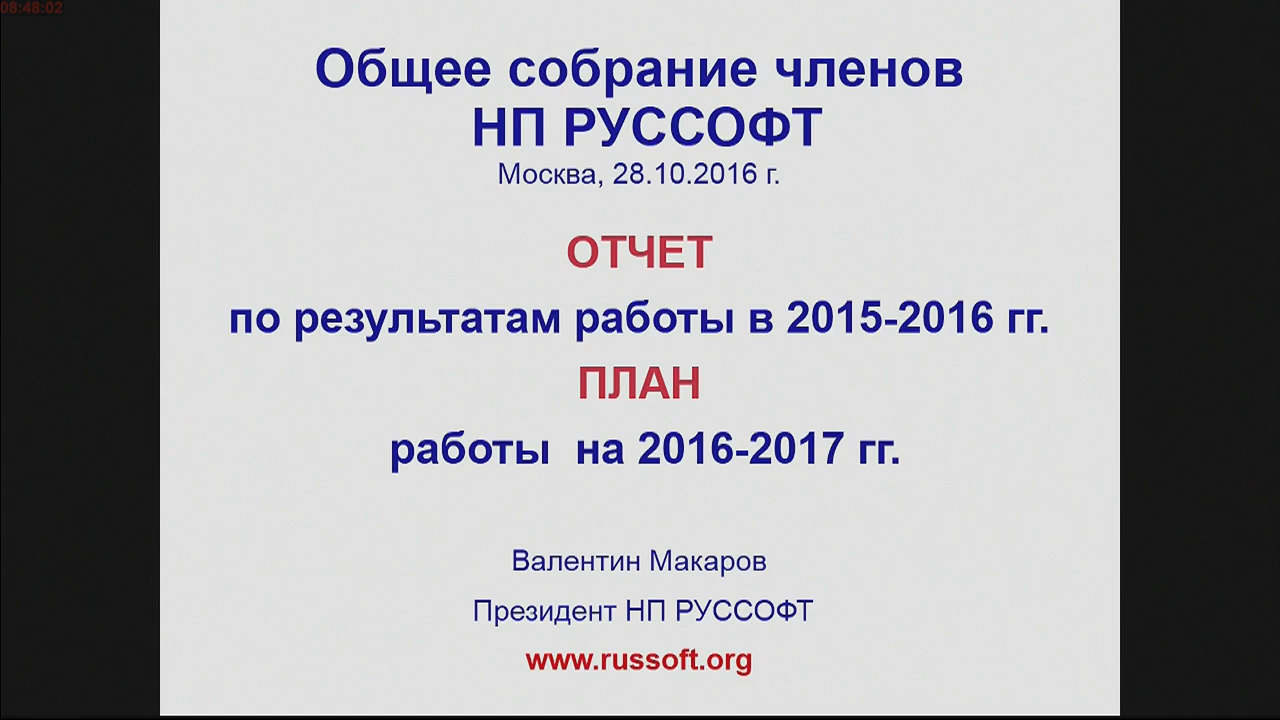 08:48:02
Общее собрание членов
НП РУССОФТ
Москва, 28.10.2016 г.
ОТЧЕТ
по результатам работы в 2015-2016 гг.
ПЛАН
работы  на 2016-2017 гг.
Валентин Макаров
Президент НП РУССОФТ
www.russoft.org